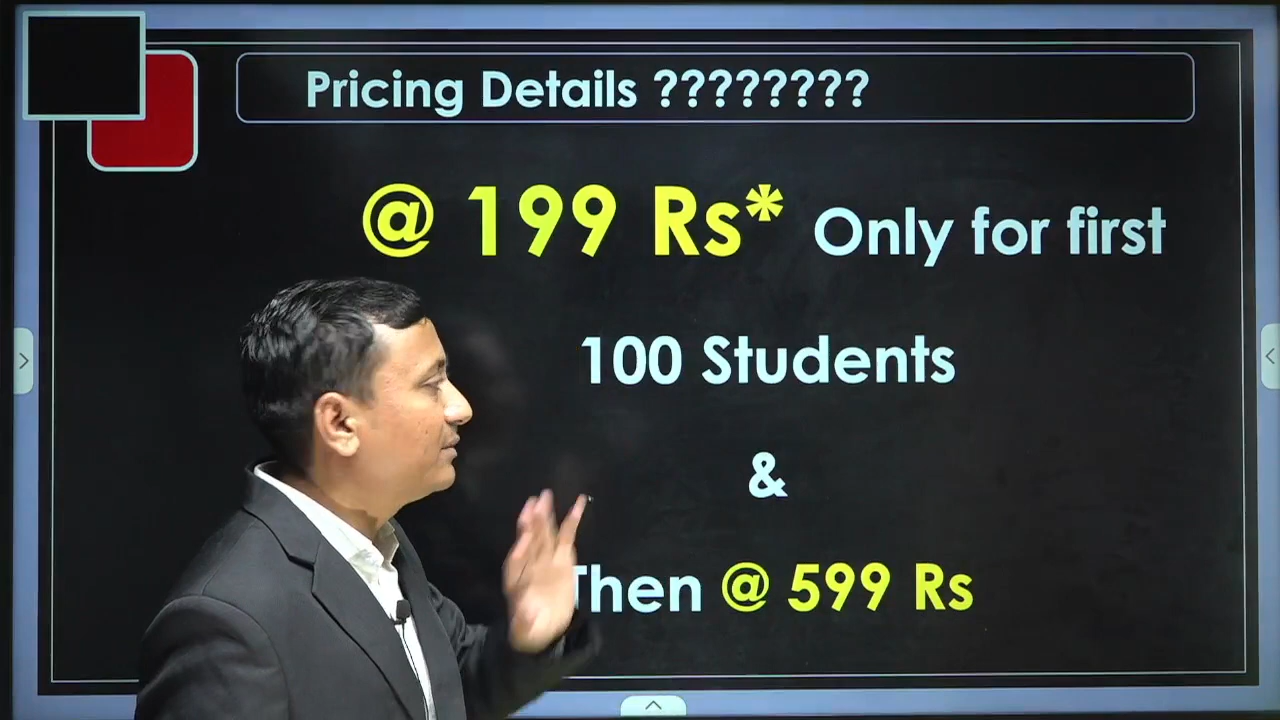 Pricing Details ????????
@ 199 Rs* Only for first
100 Students
&
Then @ 599 Rs